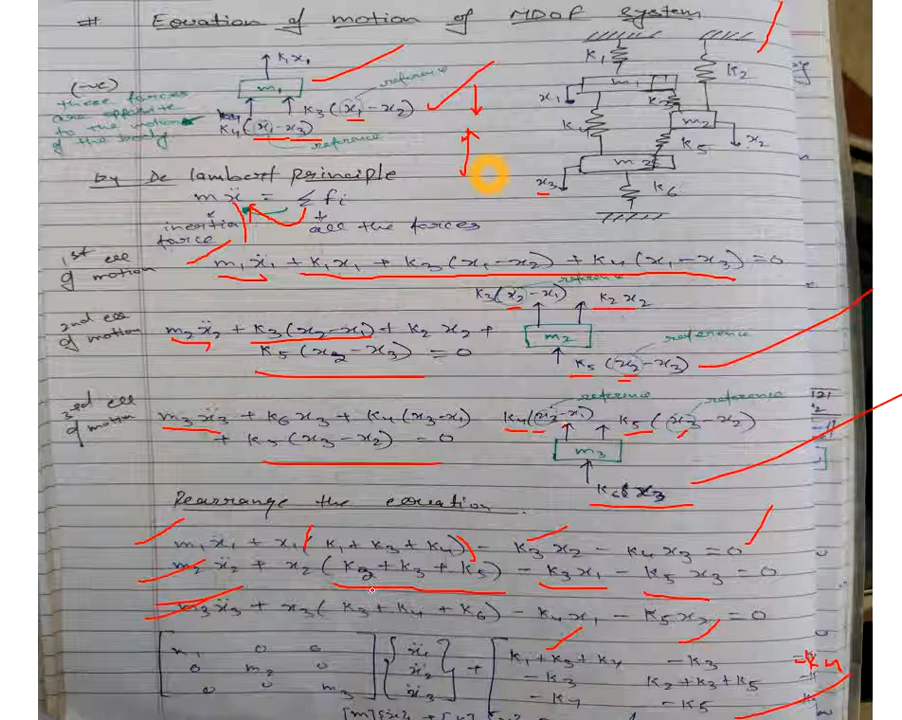 # Equation of motion of MDOF system
K1x1
m1
(-ve)
these forces
are opposite
to the motion
of the body
reference
K3(x1-x2)
K4(x1-x3)
reference
K1
K2
m1
x1
K3
K4
m2
x2
K5
m3
x3
K6
By De lambert principle
mẍ = Σfi
inertia
force
all the forces
1st eq
of motion
m1ẍ1 + K1x1 + K3(x1-x2) + K4(x1-x3) = 0
reference
K3(x2-x1) K2x2
m2
2nd eq
of motion
m2ẍ2 + K3(x2-x1) + K2x2 +
K5(x2-x3) = 0
reference
K5(x2-x3)
3rd eq
of motion
m3ẍ3 + K6x3 + K4(x3-x1)
+ K5(x3-x2) = 0
reference
reference
K4(x3-x1) K5(x3-x2)
m3
K6x3
Rearrange the equation
m1ẍ1 + x1(K1+K3+K4) - K3x2 - K4x3 = 0
m2ẍ2 + x2(K2+K3+K5) - K3x1 - K5x3 = 0
m3ẍ3 + x3(K3+K4+K6) - K4x1 - K5x2 = 0
m1 0 0 ẍ1 K1+K3+K4 -K3 -K4
0 m2 0 ẍ2 + -K3 K2+K3+K5
0 0 m3 ẍ3 -K4 -K5